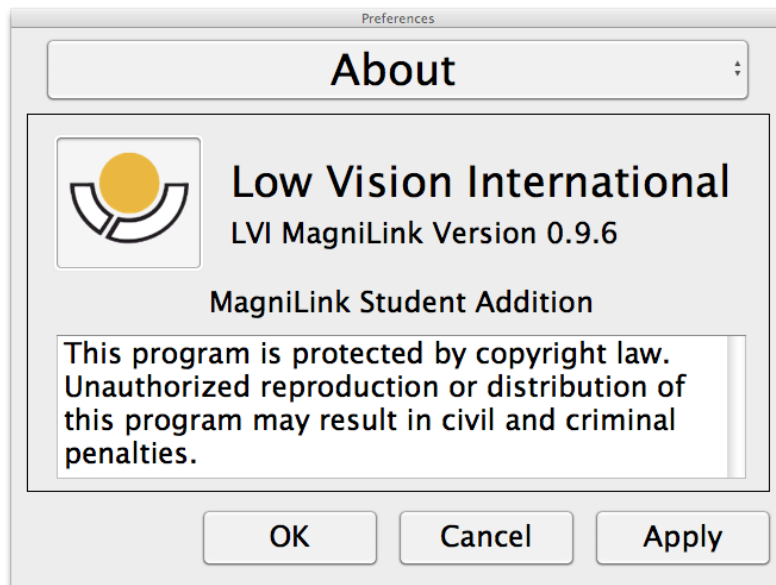 Preferences
About
Low Vision International
LVI MagniLink Version 0.9.6
MagniLink Student Addition
This program is protected by copyright law.
Unauthorized reproduction or distribution of
this program may result in civil and criminal
penalties.
OK Cancel Apply